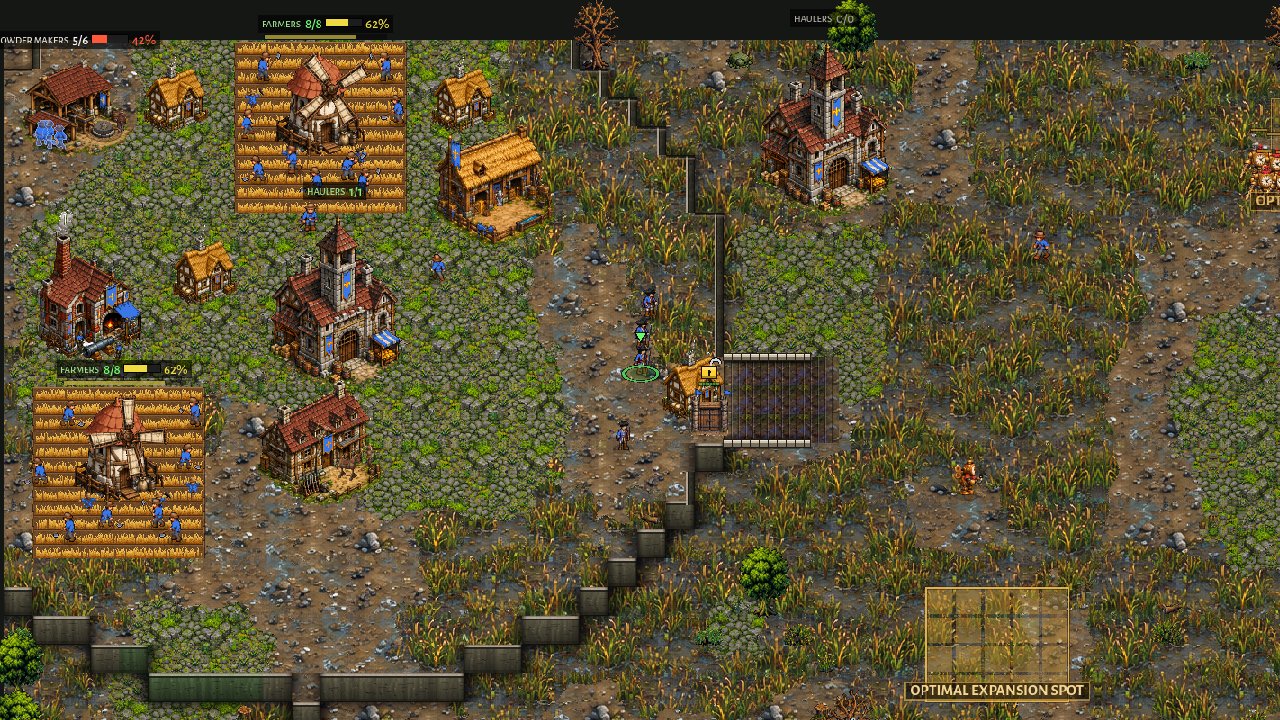 FARMERS 8/8 62%
HAULERS 0/0
OWDER MAKERS 5/6 42%
HAULERS 1/1
OPT
FARMERS 8/8 62%
OPTIMAL EXPANSION SPOT